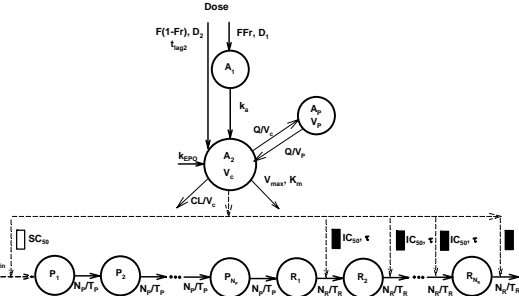 Dose
F(1-Fr), D2
tlag2
FFr, D1
A1
ka
AP
VP
Q/Vc
Q/VP
kEPO
A2
Vc
Vmax, Km
CL/Vc
SC50
IC50, τ
IC50, τ
IC50, τ
in
P1
P2
PNP
R1
R2
RNR
NP/TP
NP/TP
NP/TP
NP/TP
NR/TR
NR/TR
NR/TR
NR/TR